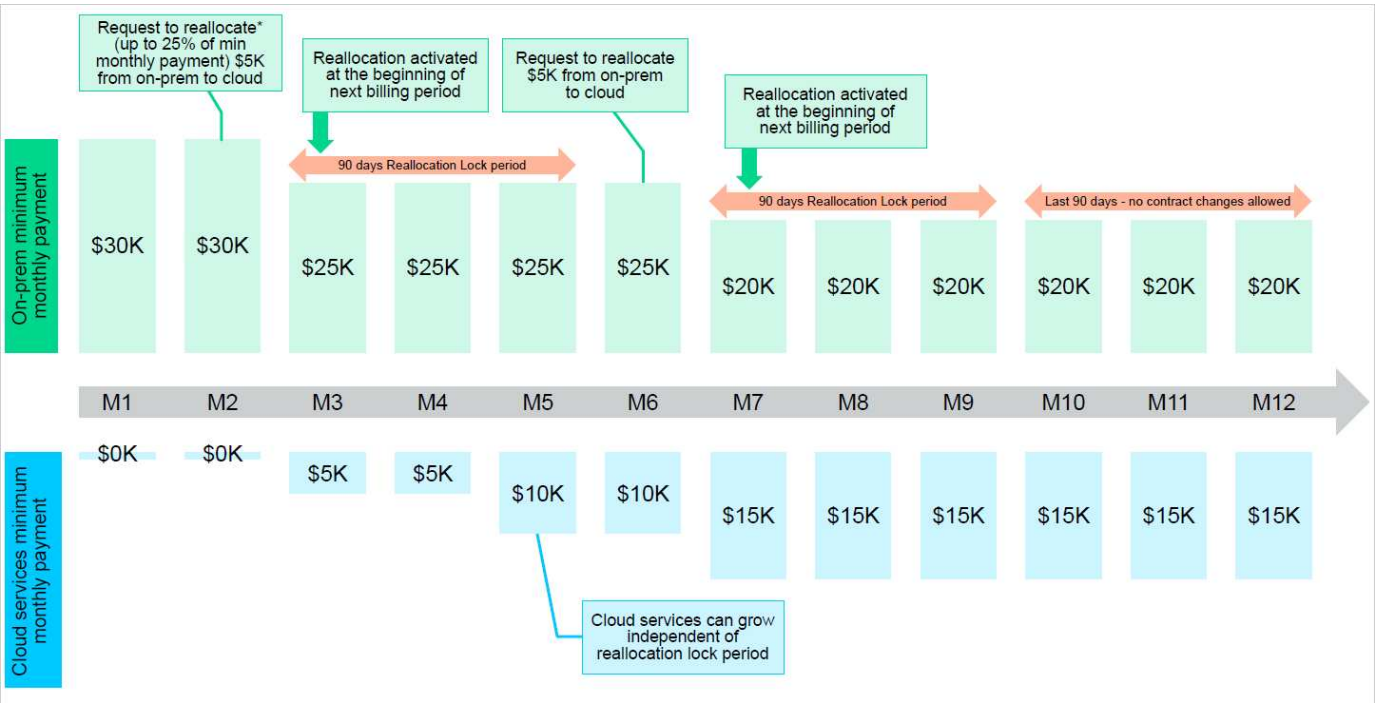 Request to reallocate*
(up to 25% of min
monthly payment) $5K
from on-prem to cloud
Reallocation activated
at the beginning of
next billing period
Request to reallocate
$5K from on-prem
to cloud
Reallocation activated
at the beginning of
next billing period
90 days Reallocation Lock period
90 days Reallocation Lock period
Last 90 days - no contract changes allowed
On-prem minimum
monthly payment
$30K
$30K
$25K
$25K
$25K
$25K
$20K
$20K
$20K
$20K
$20K
$20K
M1
M2
M3
M4
M5
M6
M7
M8
M9
M10
M11
M12
Cloud services minimum
monthly payment
$0K
$0K
$5K
$5K
$10K
$10K
$15K
$15K
$15K
$15K
$15K
$15K
Cloud services can grow
independent of
reallocation lock period